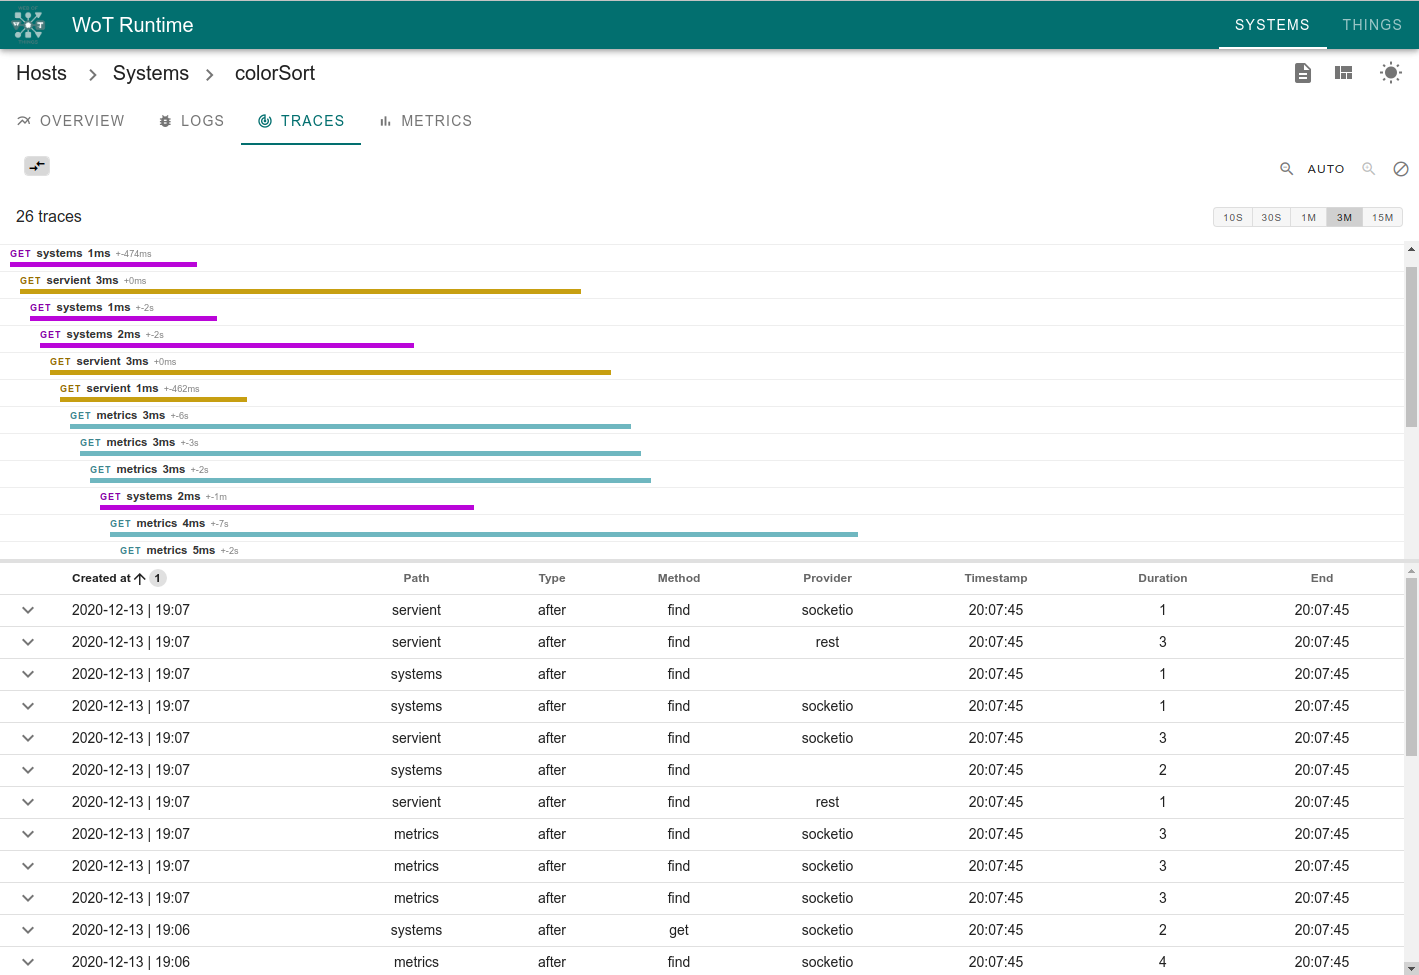 WoT Runtime SYSTEMS THINGS
Hosts Systems colorSort
OVERVIEW LOGS TRACES METRICS
AUTO
26 traces 10S 30S 1M 3M 15M
GET systems 1ms +-474ms
GET servient 3ms +0ms
GET systems 1ms +-2s
GET systems 2ms +-2s
GET servient 3ms +0ms
GET servient 1ms +-462ms
GET metrics 3ms +-6s
GET metrics 3ms +-3s
GET metrics 3ms +-2s
GET systems 2ms +-1m
GET metrics 4ms +-7s
GET metrics 5ms +-2s
Created at 1 Path Type Method Provider Timestamp Duration End
2020-12-13 | 19:07 servient after find socketio 20:07:45 1 20:07:45
2020-12-13 | 19:07 servient after find rest 20:07:45 3 20:07:45
2020-12-13 | 19:07 systems after find 20:07:45 1 20:07:45
2020-12-13 | 19:07 systems after find socketio 20:07:45 1 20:07:45
2020-12-13 | 19:07 servient after find socketio 20:07:45 3 20:07:45
2020-12-13 | 19:07 systems after find 20:07:45 2 20:07:45
2020-12-13 | 19:07 servient after find rest 20:07:45 1 20:07:45
2020-12-13 | 19:07 metrics after find socketio 20:07:45 3 20:07:45
2020-12-13 | 19:07 metrics after find socketio 20:07:45 3 20:07:45
2020-12-13 | 19:07 metrics after find socketio 20:07:45 3 20:07:45
2020-12-13 | 19:06 systems after get socketio 20:07:45 2 20:07:45
2020-12-13 | 19:06 metrics after find socketio 20:07:45 4 20:07:45